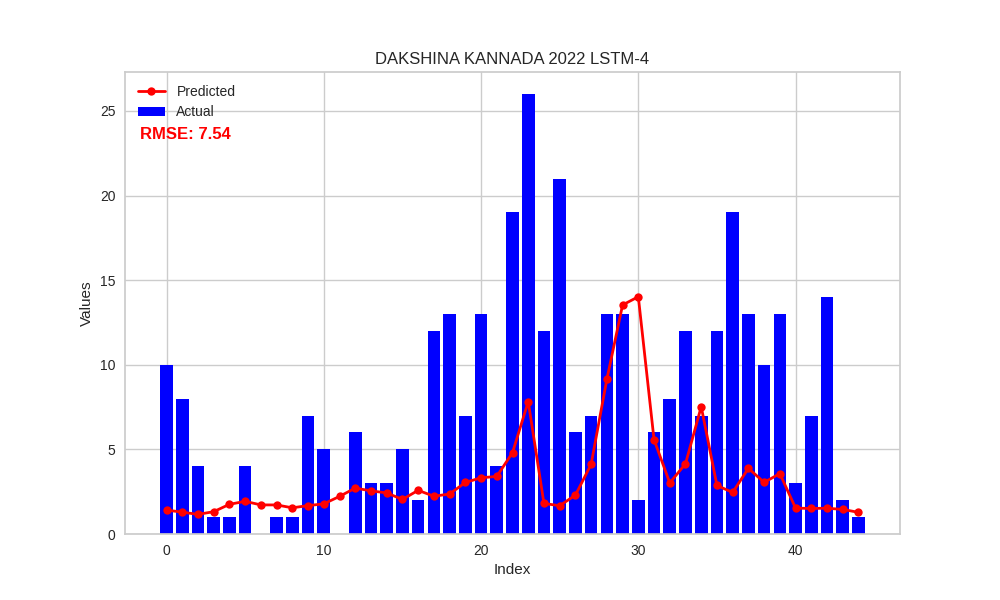 DAKSHINA KANNADA 2022 LSTM-4
Predicted
Actual
RMSE: 7.54
25
20
15
10
5
0
Values
0 10 20 30 40
Index